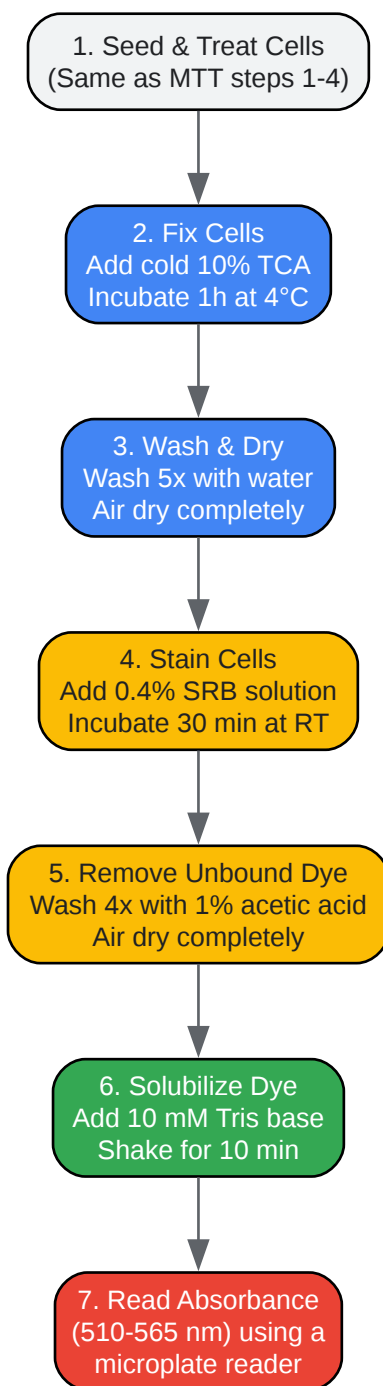 1. Seed & Treat Cells
(Same as MTT steps 1-4)
2. Fix Cells
Add cold 10% TCA
Incubate 1h at 4°C
3. Wash & Dry
Wash 5x with water
Air dry completely
4. Stain Cells
Add 0.4% SRB solution
Incubate 30 min at RT
5. Remove Unbound Dye
Wash 4x with 1% acetic acid
Air dry completely
6. Solubilize Dye
Add 10 mM Tris base
Shake for 10 min
7. Read Absorbance
(510-565 nm) using a
microplate reader